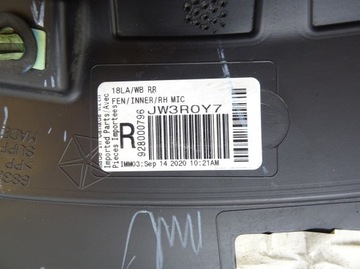 18LA/WB RR
FEN/INNER/RH MIC
JW3R0Y7
Imported Parts/Avec
Pieces Importees
R
928000796
IMM03:Sep 14 2020 10:21AM